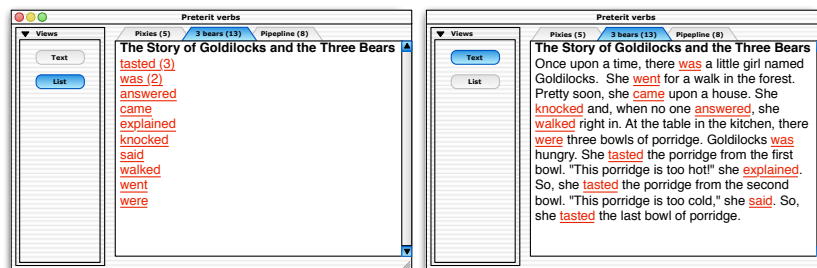 Preterit verbs
Views
Text
List
Pixies (5)
3 bears (13)
Pipepline (8)
The Story of Goldilocks and the Three Bears
tasted (3)
was (2)
answered
came
explained
knocked
said
walked
went
were
Preterit verbs
Views
Text
List
Pixies (5)
3 bears (13)
Pipepline (8)
The Story of Goldilocks and the Three Bears
Once upon a time, there was a little girl named
Goldilocks. She went for a walk in the forest.
Pretty soon, she came upon a house. She
knocked and, when no one answered, she
walked right in. At the table in the kitchen, there
were three bowls of porridge. Goldilocks was
hungry. She tasted the porridge from the first
bowl. "This porridge is too hot!" she explained.
So, she tasted the porridge from the second
bowl. "This porridge is too cold," she said. So,
she tasted the last bowl of porridge.